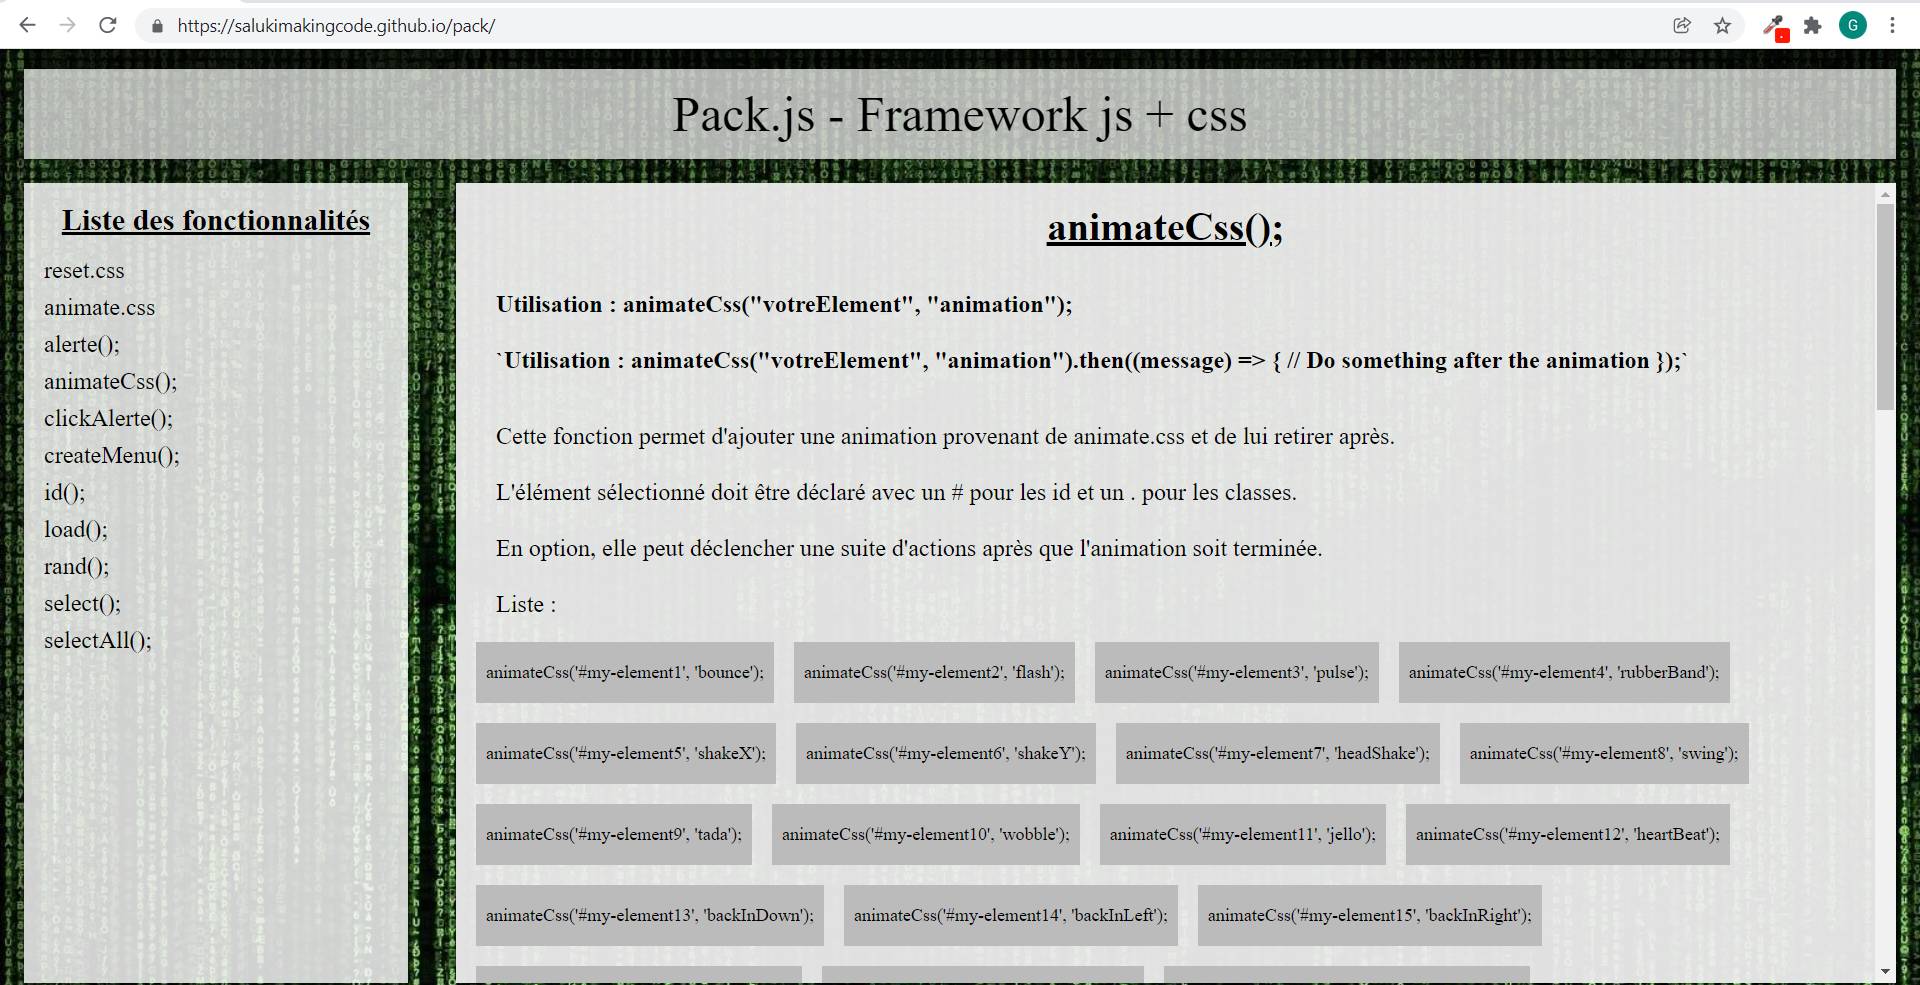 https://salukimakingcode.github.io/pack/
G
Pack.js - Framework js + css
Liste des fonctionnalités
reset.css
animate.css
alerte();
animateCss();
clickAlerte();
createMenu();
id();
load();
rand();
select();
selectAll();
animateCss();
Utilisation : animateCss("votreElement", "animation");
`Utilisation : animateCss("votreElement", "animation").then((message) => { // Do something after the animation });`
Cette fonction permet d'ajouter une animation provenant de animate.css et de lui retirer après.
L'élément sélectionné doit être déclaré avec un # pour les id et un . pour les classes.
En option, elle peut déclencher une suite d'actions après que l'animation soit terminée.
Liste :
animateCss('#my-element1', 'bounce'); animateCss('#my-element2', 'flash'); animateCss('#my-element3', 'pulse'); animateCss('#my-element4', 'rubberBand');
animateCss('#my-element5', 'shakeX'); animateCss('#my-element6', 'shakeY'); animateCss('#my-element7', 'headShake'); animateCss('#my-element8', 'swing');
animateCss('#my-element9', 'tada'); animateCss('#my-element10', 'wobble'); animateCss('#my-element11', 'jello'); animateCss('#my-element12', 'heartBeat');
animateCss('#my-element13', 'backInDown'); animateCss('#my-element14', 'backInLeft'); animateCss('#my-element15', 'backInRight');